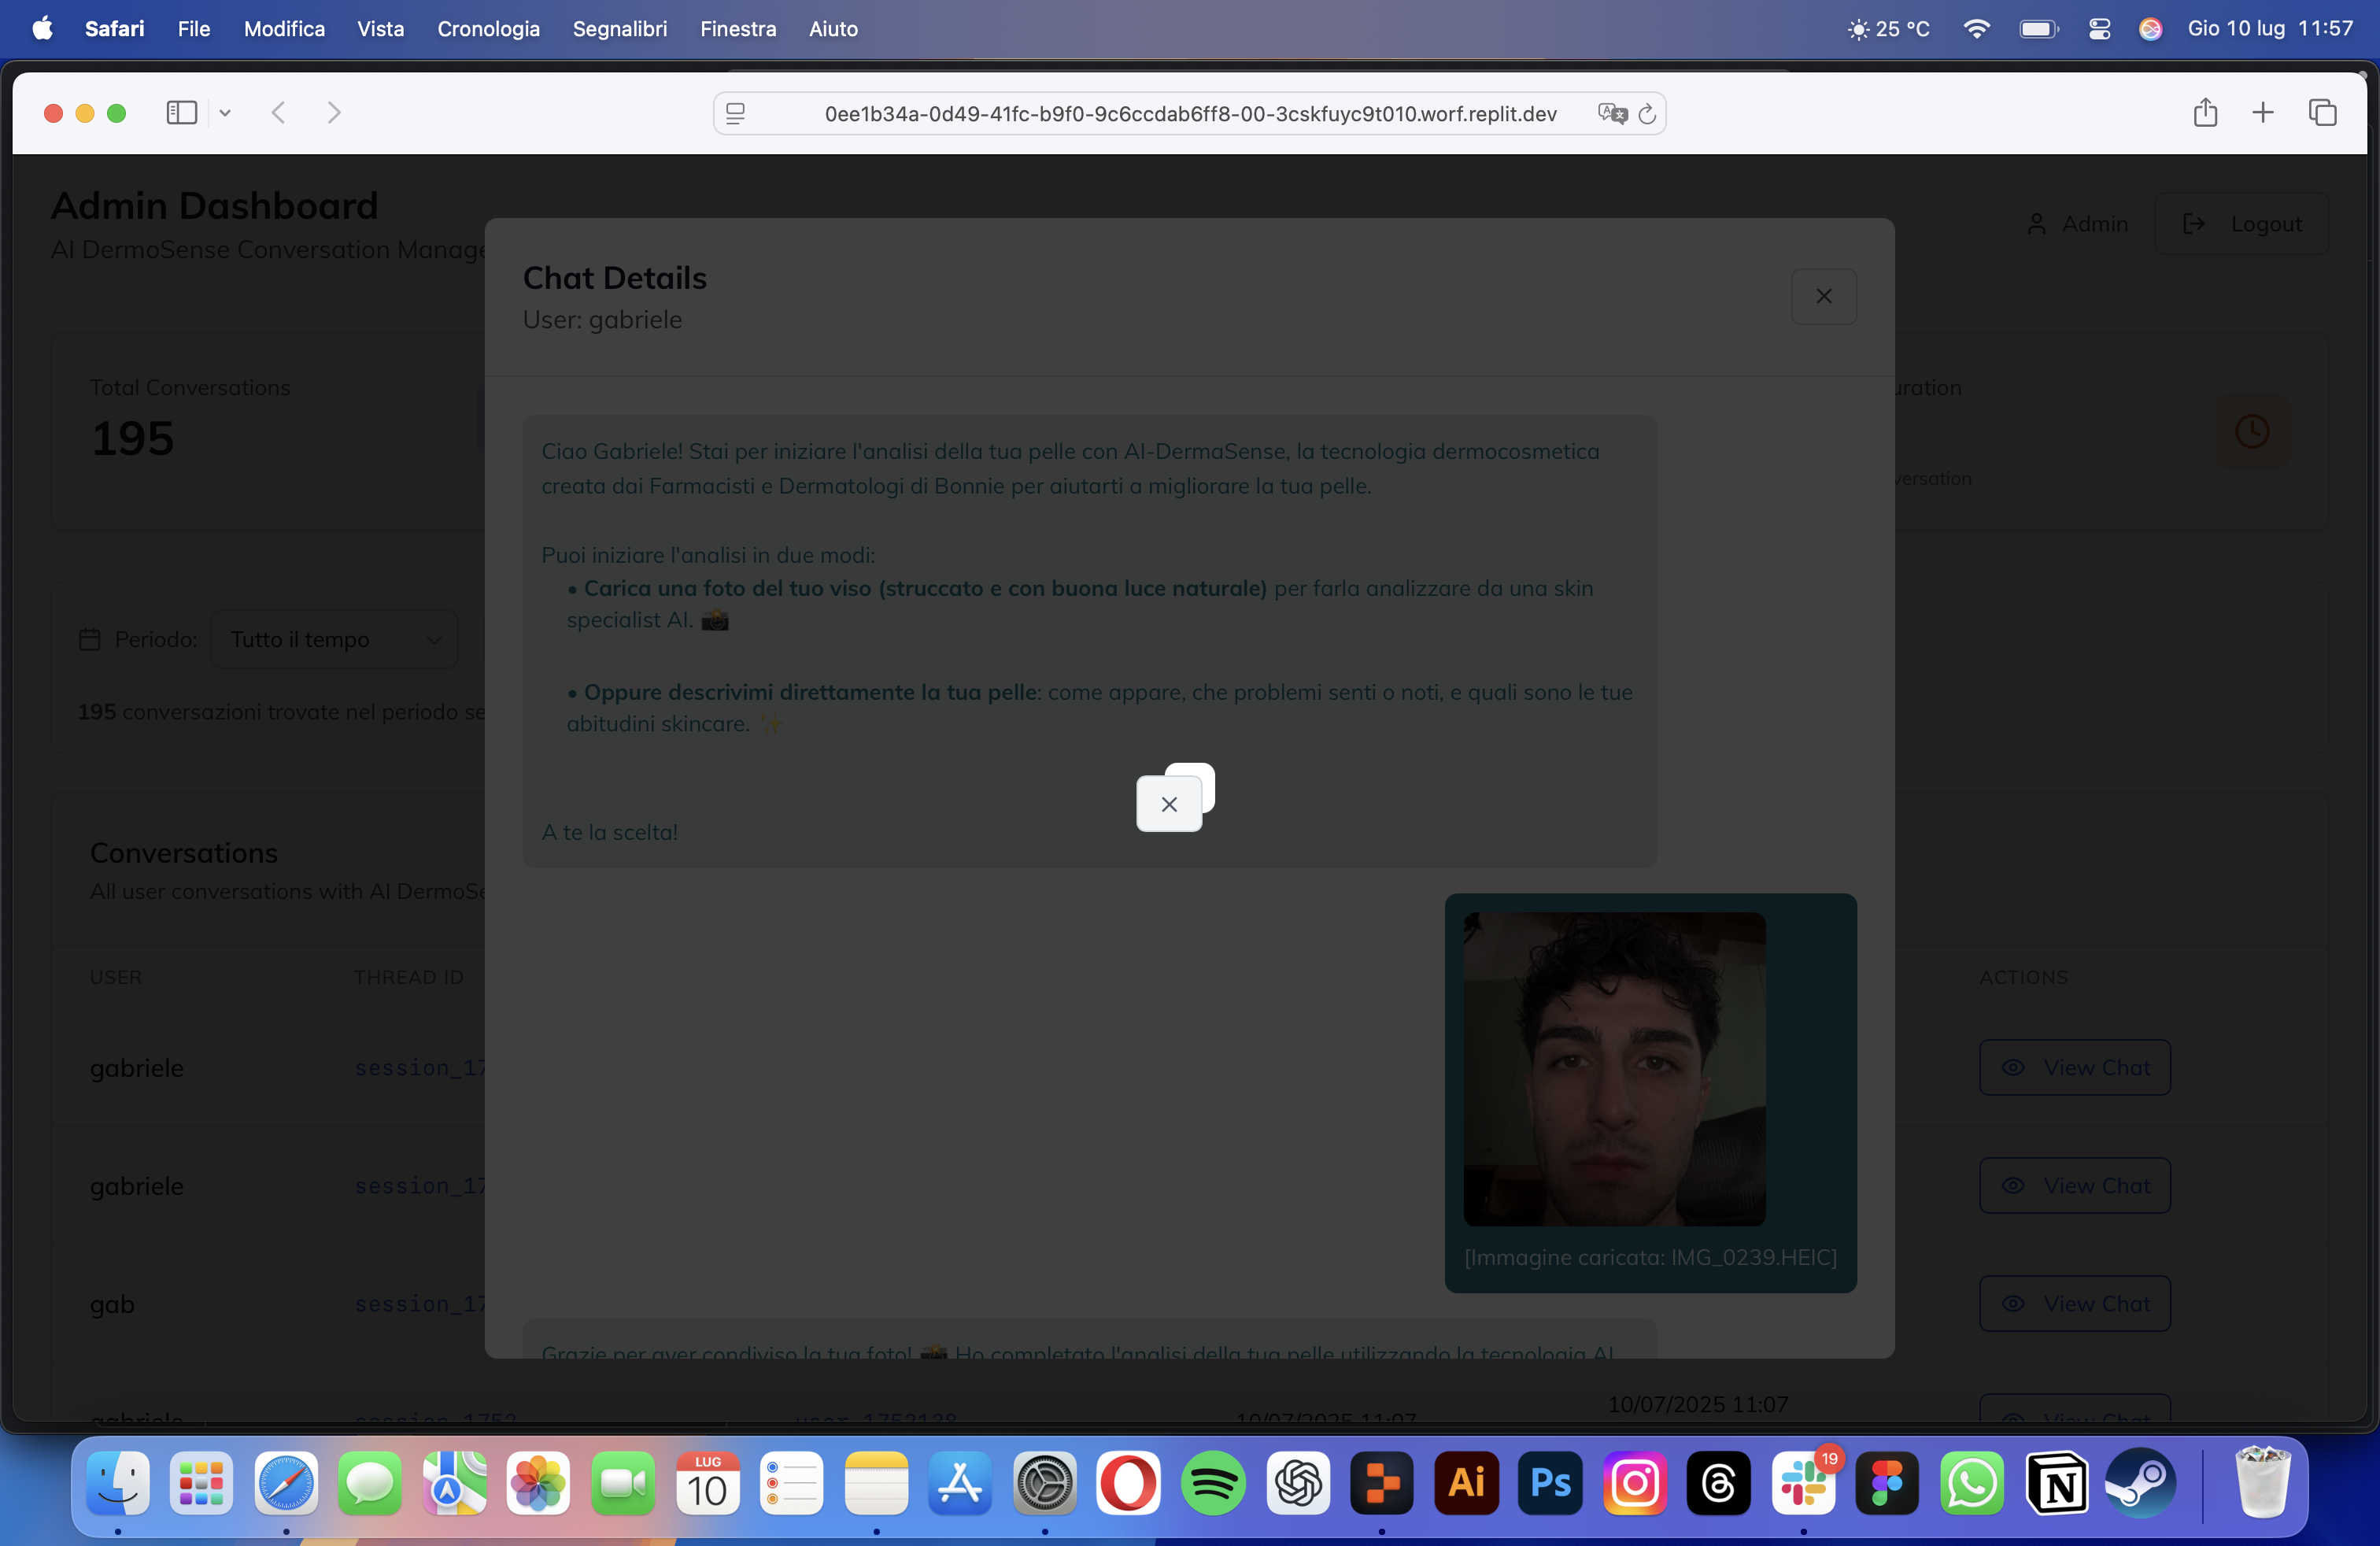 Safari File Modifica Vista Cronologia Segnalibri Finestra Aiuto 25 °C Gio 10 lug 11:57
0ee1b34a-0d49-41fc-b9f0-9c6ccdab6ff8-00-3cskfuyc9t010.worf.replit.dev
Admin Dashboard
AI DermoSense Conversation Manage
Admin
Logout
Chat Details
User: gabriele
Total Conversations
195
uration
versation
Ciao Gabriele! Stai per iniziare l'analisi della tua pelle con AI-DermaSense, la tecnologia dermocosmetica
creata dai Farmacisti e Dermatologi di Bonnie per aiutarti a migliorare la tua pelle.
Puoi iniziare l'analisi in due modi:
• Carica una foto del tuo viso (struccato e con buona luce naturale) per farla analizzare da una skin
specialist AI. 📸
• Oppure descrivimi direttamente la tua pelle: come appare, che problemi senti o noti, e quali sono le tue
abitudini skincare. ✨
A te la scelta!
Periodo: Tutto il tempo
195 conversazioni trovate nel periodo se
Conversations
All user conversations with AI DermoSe
USER THREAD ID ACTIONS
gabriele session_17 View Chat
gabriele session_17 View Chat
gab session_17 View Chat
[Immagine caricata: IMG_0239.HEIC]
Grazie per aver condiviso la tua foto! 📸 Ho completato l'analisi della tua pelle utilizzando la tecnologia AI
10/07/2025 11:07
gabriele session_1752 user_1752138 10/07/2025 11:07 View Chat
LUG
10
Ai
Ps
19